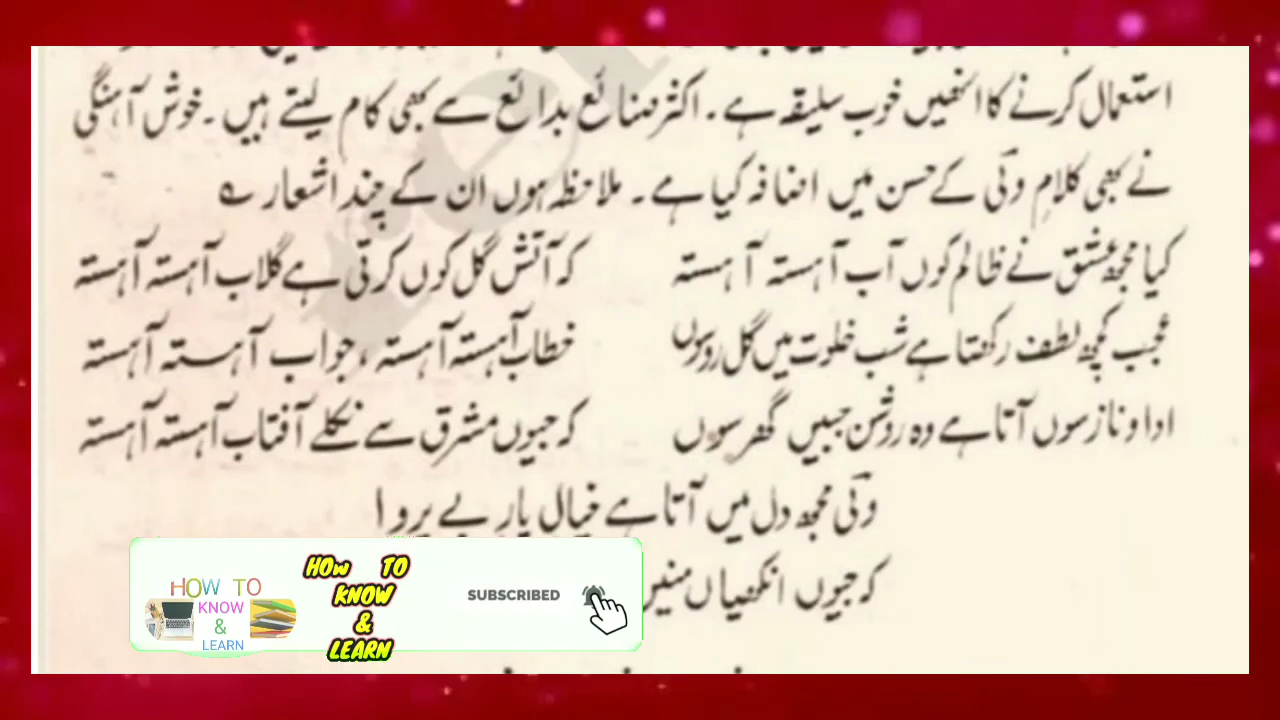 استعمال کرنے کا انھیں خوب سلیقہ ہے۔ اکثر صنائع بدائع سے بھی کام لیتے ہیں۔ خوش آہنگی
نے بھی کلام ولی کے حسن میں اضافہ کیا ہے۔ ملاحظہ ہوں ان کے چند اشعار ے
کیا مجھ عشق نے ظالم کوں آب آہستہ آہستہ کہ آتش گل کوں کرتی ہے گلاب آہستہ آہستہ
عجب کچھ لطف رکھتا ہے شب خلوت میں گل رو سوں خطاب آہستہ آہستہ، جواب آہستہ آہستہ
ادا و ناز سوں آتا ہے وہ روشن جبیں گھر سوں کہ جیوں مشرق سے نکلے آفتاب آہستہ آہستہ
ولی مجھ دل میں آتا ہے خیال یار بے پروا
کہ جیوں انکھیاں منیں
HOW TO
KNOW
&
LEARN
HOw TO
KNOW
&
LEARN
SUBSCRIBED